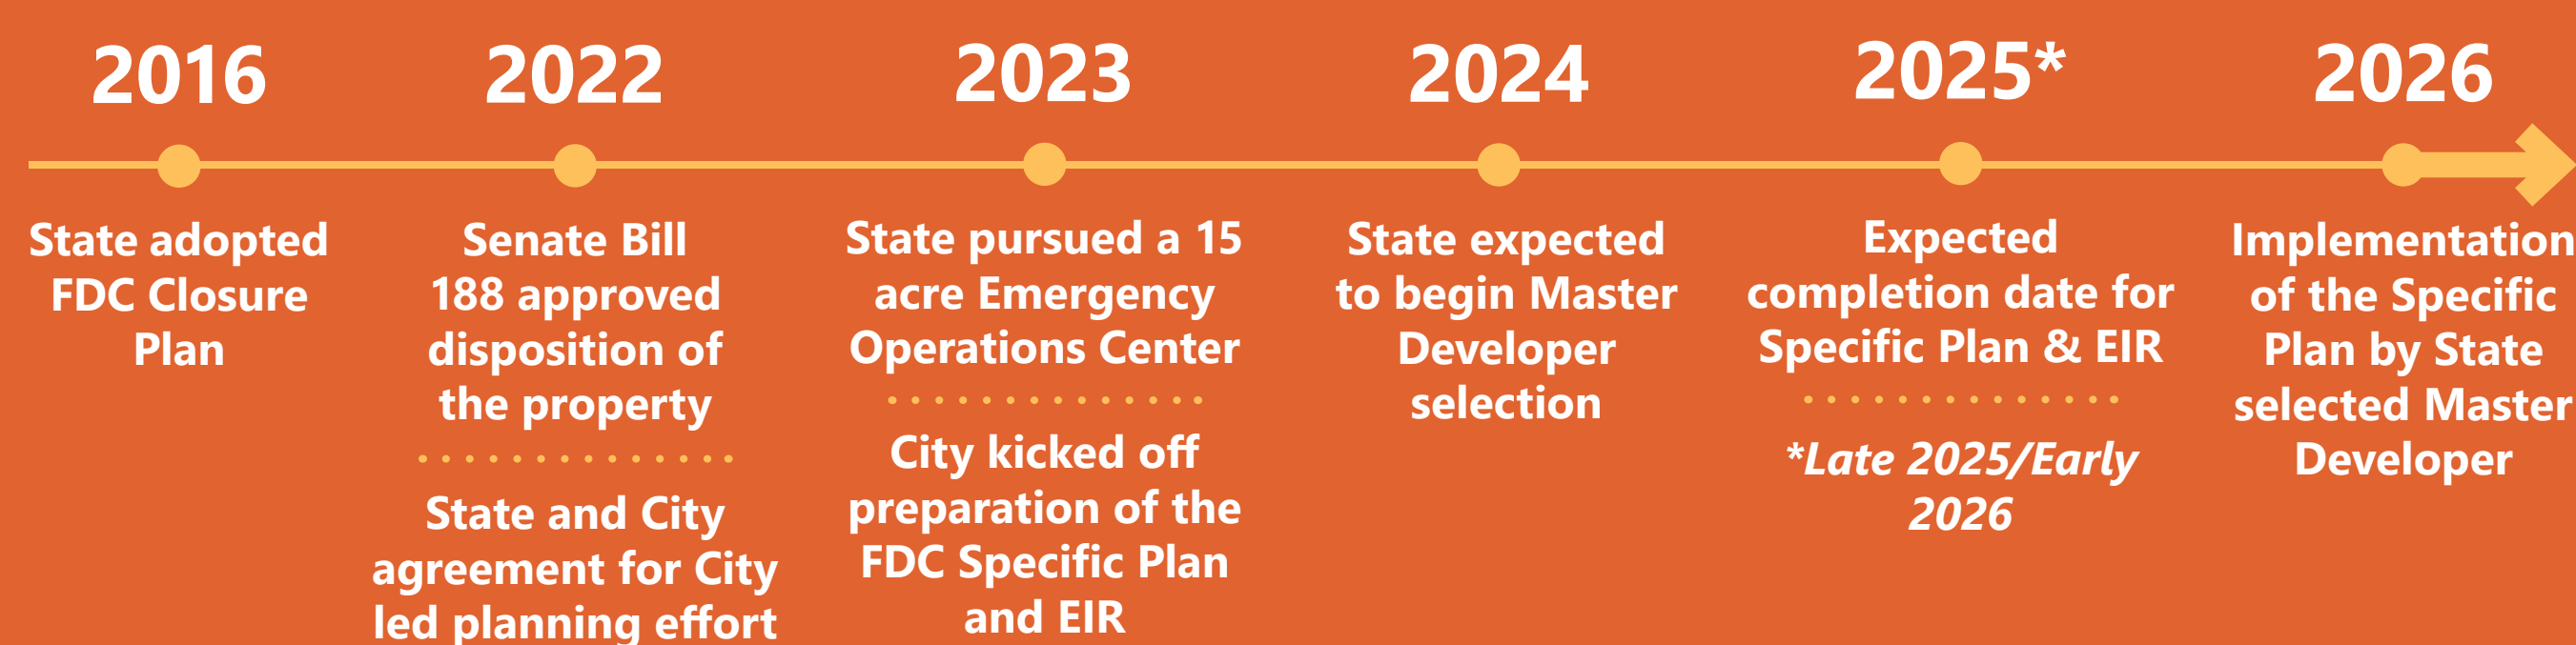 2016
State adopted
FDC Closure
Plan
2022
Senate Bill
188 approved
disposition of
the property
State and City
agreement for City
led planning effort
2023
State pursued a 15
acre Emergency
Operations Center
City kicked off
preparation of the
FDC Specific Plan
and EIR
2024
State expected
to begin Master
Developer
selection
2025*
Expected
completion date for
Specific Plan & EIR
*Late 2025/Early
2026
2026
Implementation
of the Specific
Plan by State
selected Master
Developer